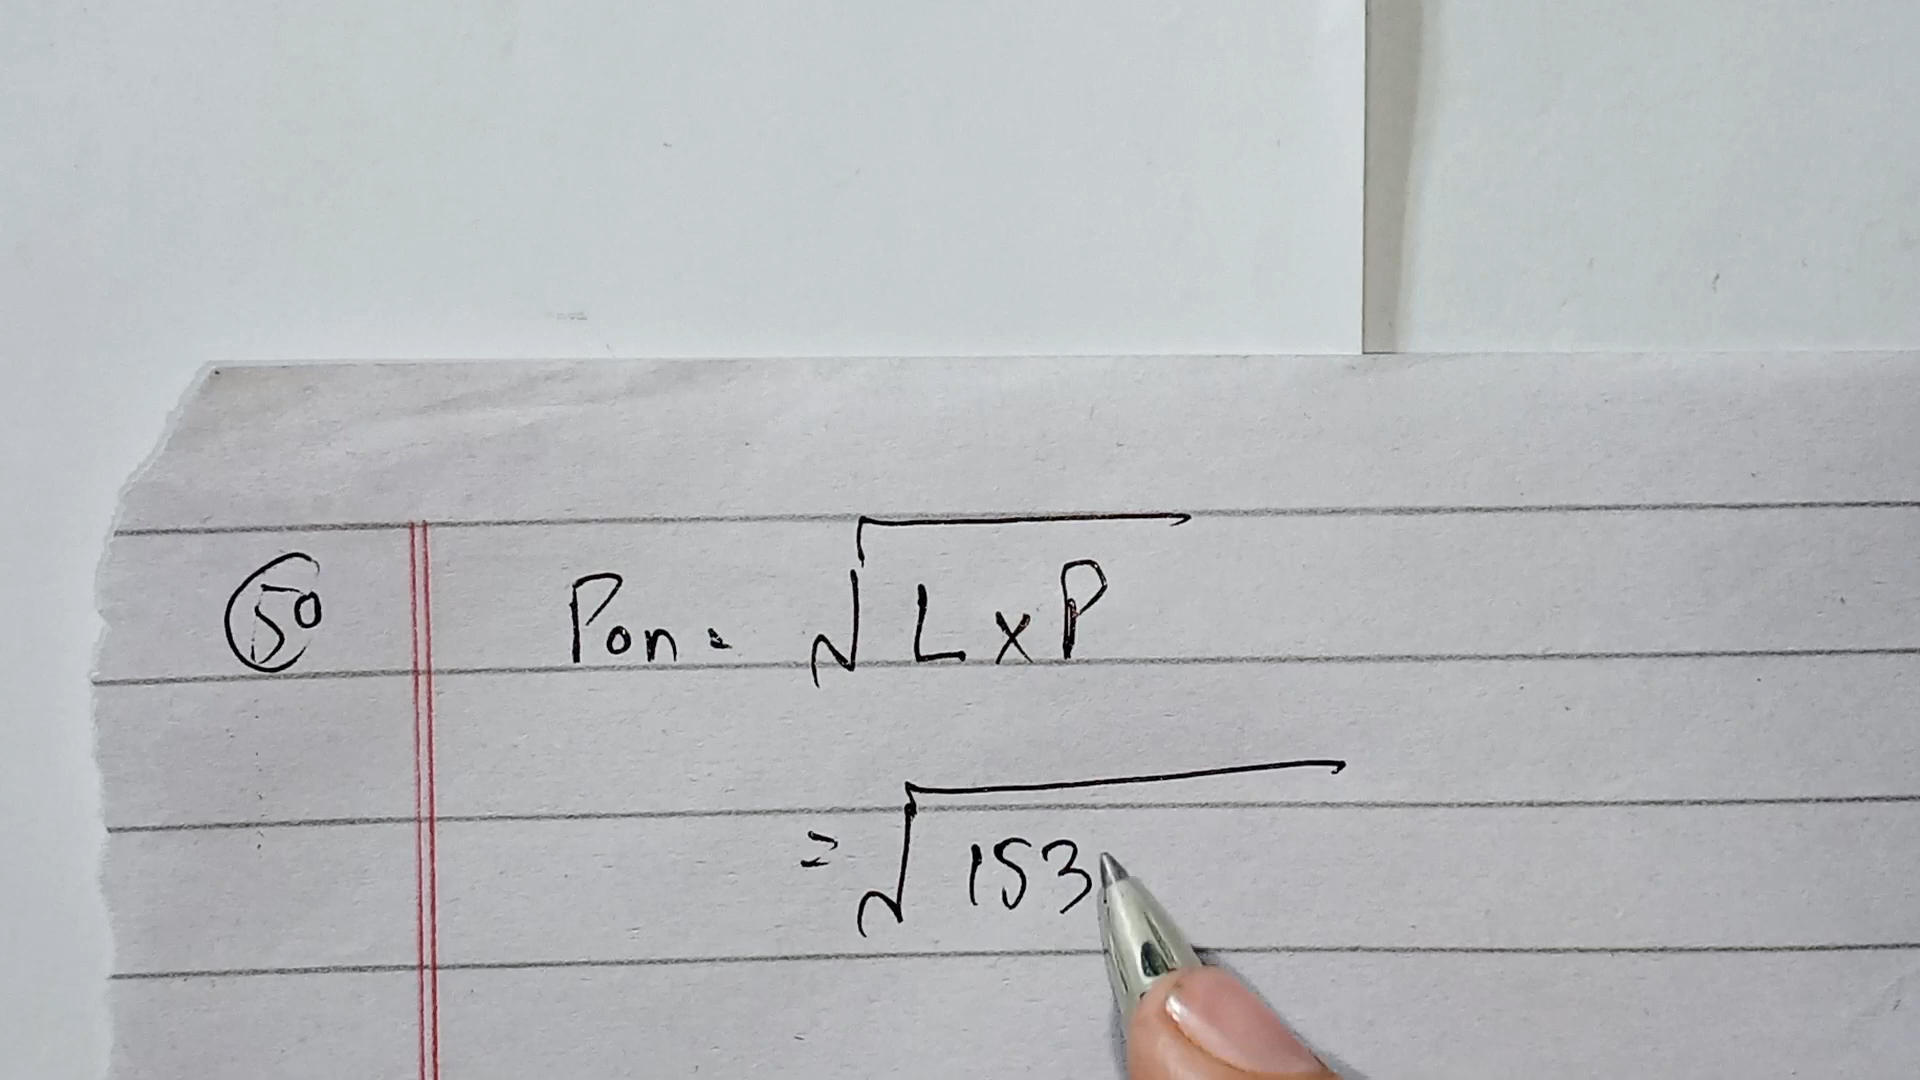 50 Pon = √L x P
= √153